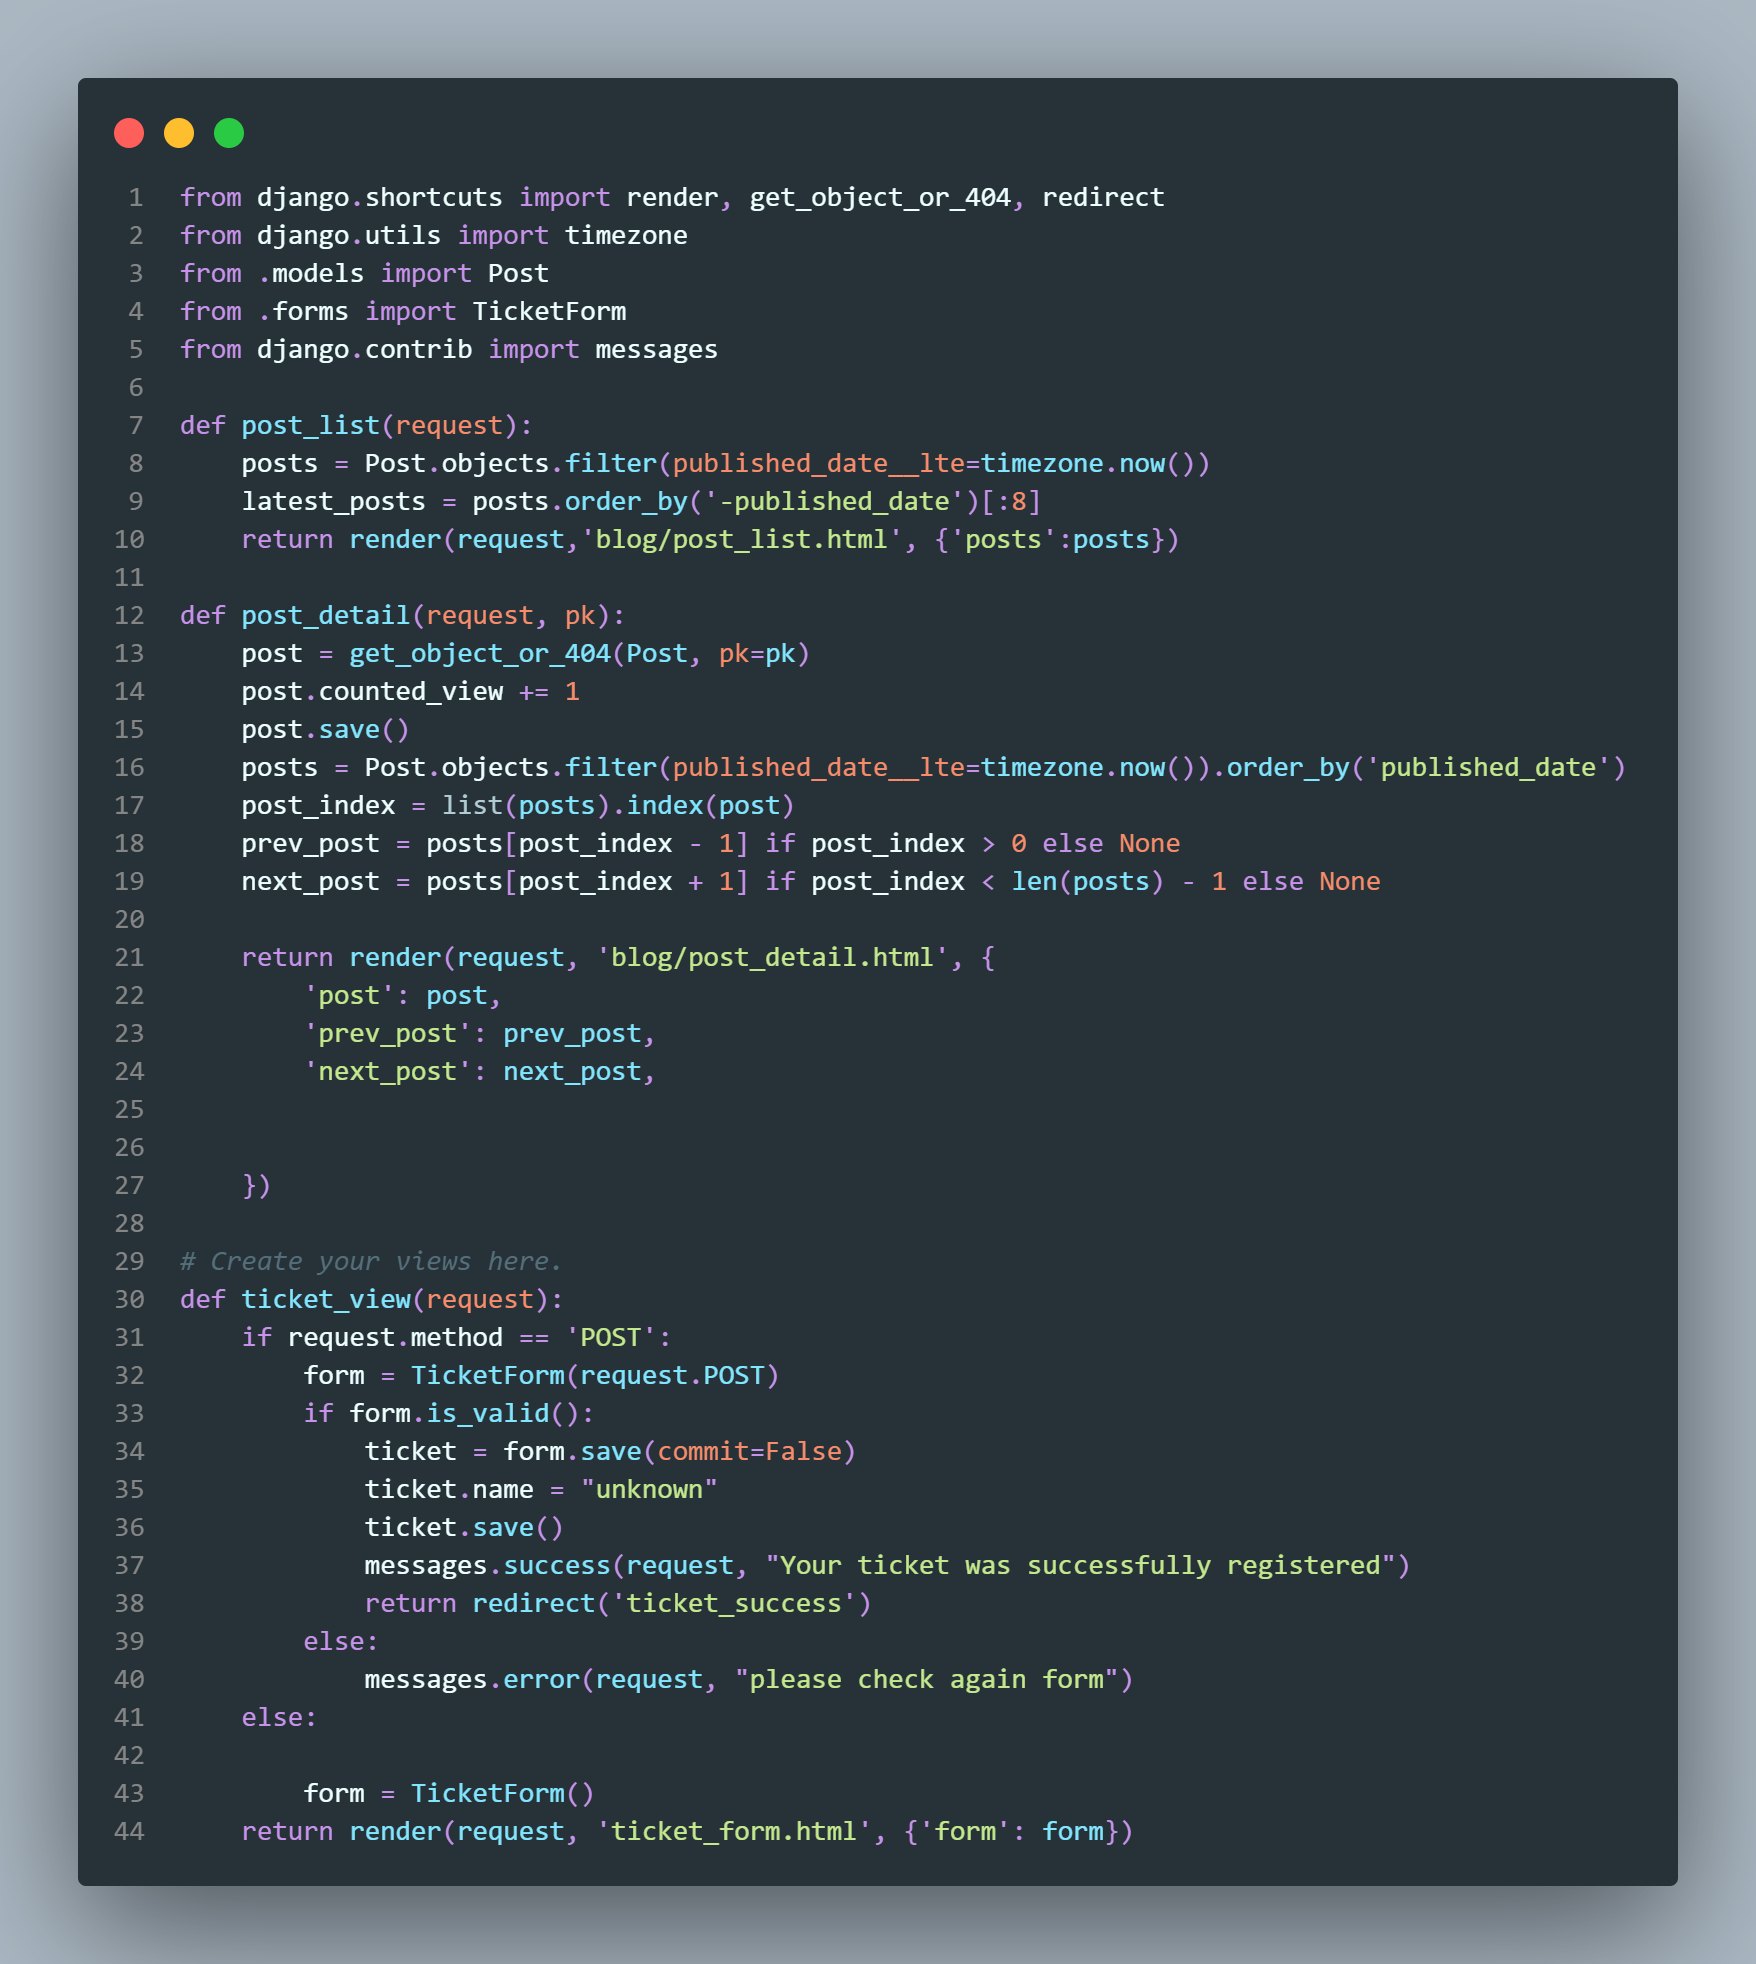 1 from django.shortcuts import render, get_object_or_404, redirect
2 from django.utils import timezone
3 from .models import Post
4 from .forms import TicketForm
5 from django.contrib import messages
6
7 def post_list(request):
8     posts = Post.objects.filter(published_date__lte=timezone.now())
9     latest_posts = posts.order_by('-published_date')[:8]
10     return render(request,'blog/post_list.html', {'posts':posts})
11
12 def post_detail(request, pk):
13     post = get_object_or_404(Post, pk=pk)
14     post.counted_view += 1
15     post.save()
16     posts = Post.objects.filter(published_date__lte=timezone.now()).order_by('published_date')
17     post_index = list(posts).index(post)
18     prev_post = posts[post_index - 1] if post_index > 0 else None
19     next_post = posts[post_index + 1] if post_index < len(posts) - 1 else None
20
21     return render(request, 'blog/post_detail.html', {
22         'post': post,
23         'prev_post': prev_post,
24         'next_post': next_post,
25
26
27     })
28
29 # Create your views here.
30 def ticket_view(request):
31     if request.method == 'POST':
32         form = TicketForm(request.POST)
33         if form.is_valid():
34             ticket = form.save(commit=False)
35             ticket.name = "unknown"
36             ticket.save()
37             messages.success(request, "Your ticket was successfully registered")
38             return redirect('ticket_success')
39         else:
40             messages.error(request, "please check again form")
41     else:
42
43         form = TicketForm()
44     return render(request, 'ticket_form.html', {'form': form})